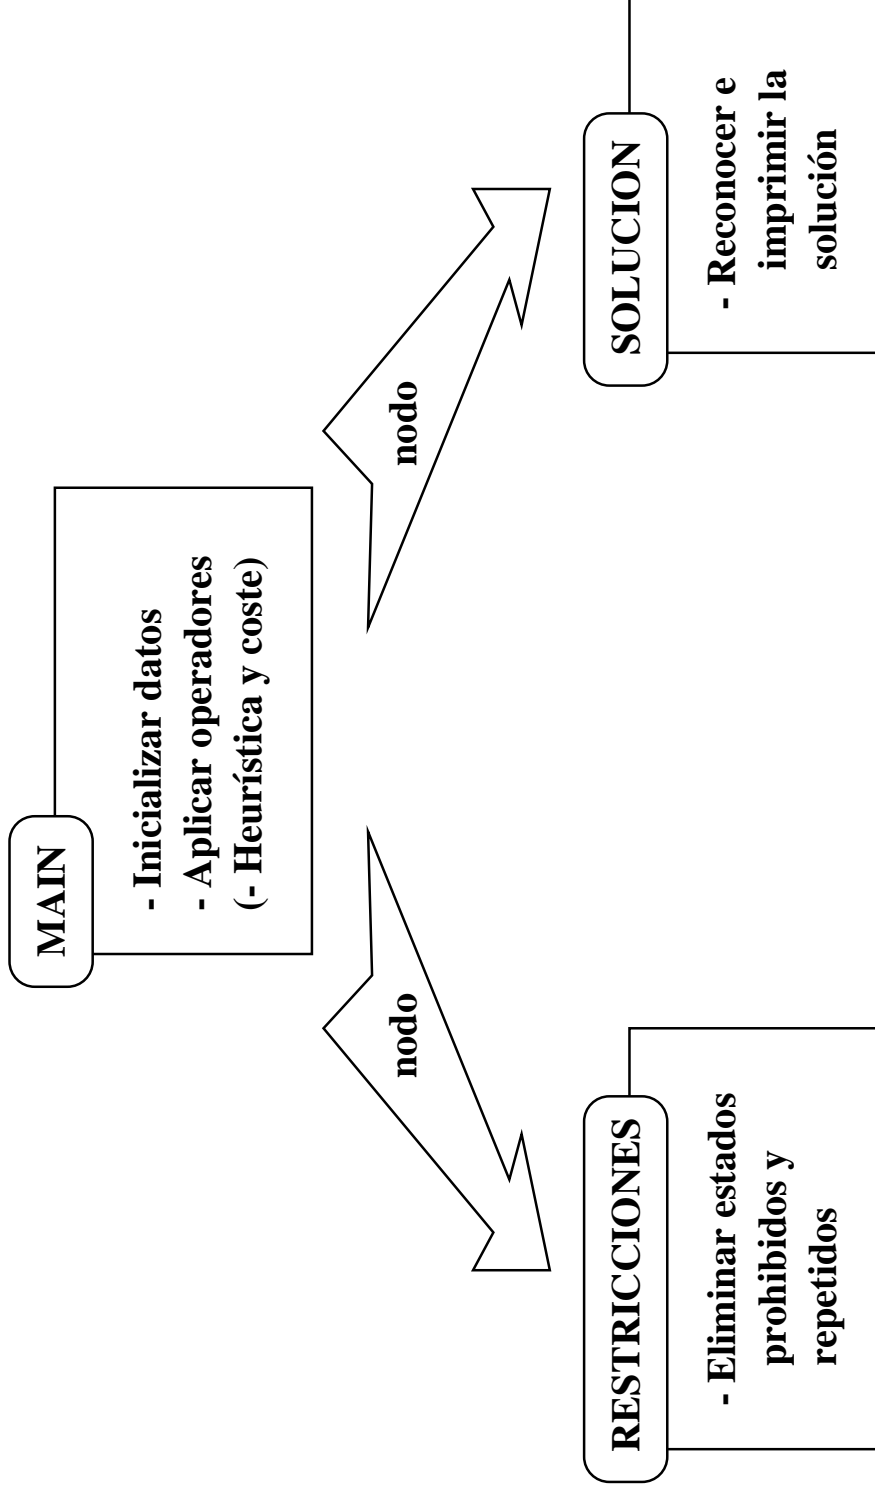 MAIN
- Inicializar datos
- Aplicar operadores
(- Heurística y coste)
nodo
nodo
RESTRICCIONES
- Eliminar estados
prohibidos y
repetidos
SOLUCION
- Reconocer e
imprimir la
solución